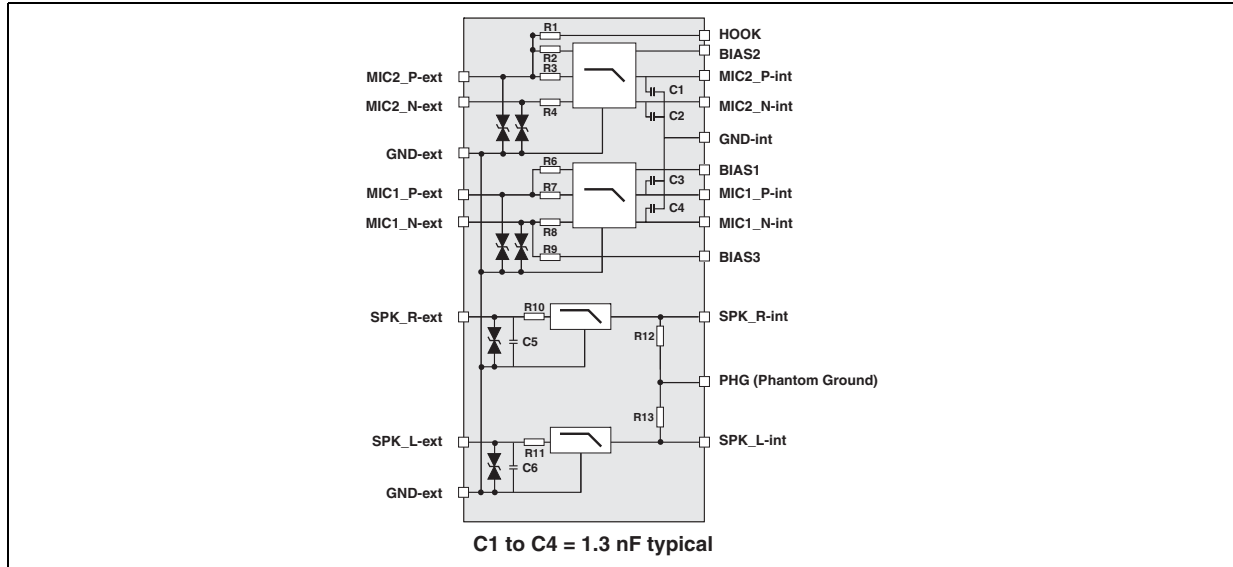 R1
HOOK
R2
BIAS2
MIC2_P-ext
R3
MIC2_P-int
C1
MIC2_N-ext
R4
MIC2_N-int
C2
GND-int
GND-ext
R6
BIAS1
C3
MIC1_P-ext
R7
MIC1_P-int
C4
MIC1_N-ext
R8
MIC1_N-int
R9
BIAS3
R10
SPK_R-ext
SPK_R-int
C5
R12
PHG (Phantom Ground)
R13
SPK_L-ext
SPK_L-int
R11
C6
GND-ext
C1 to C4 = 1.3 nF typical